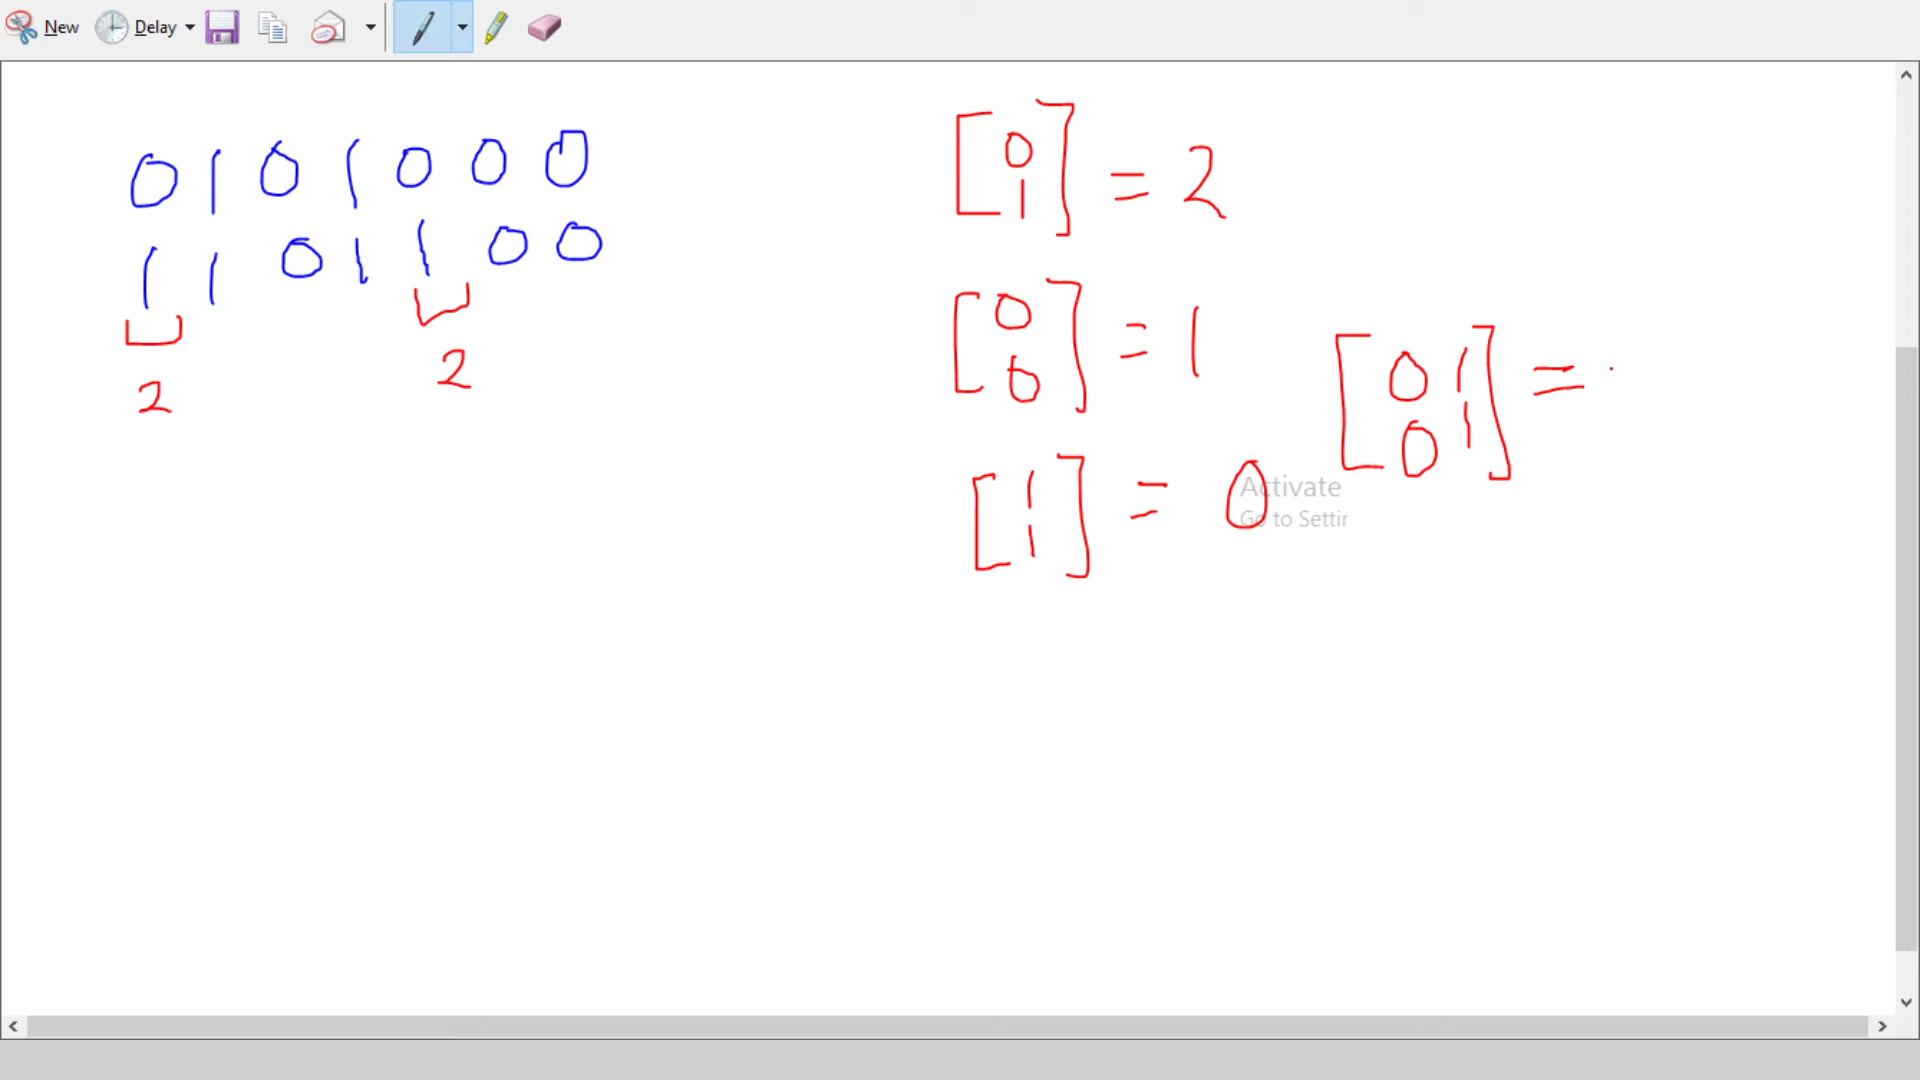 New Delay
0 1 0 1 0 0 0
1 1 0 1 1 0 0
2 2
[0
1] = 2
[0
0] = 1
[1
1] = 0
[0 1
0 1] =
Activate
Go to Settin